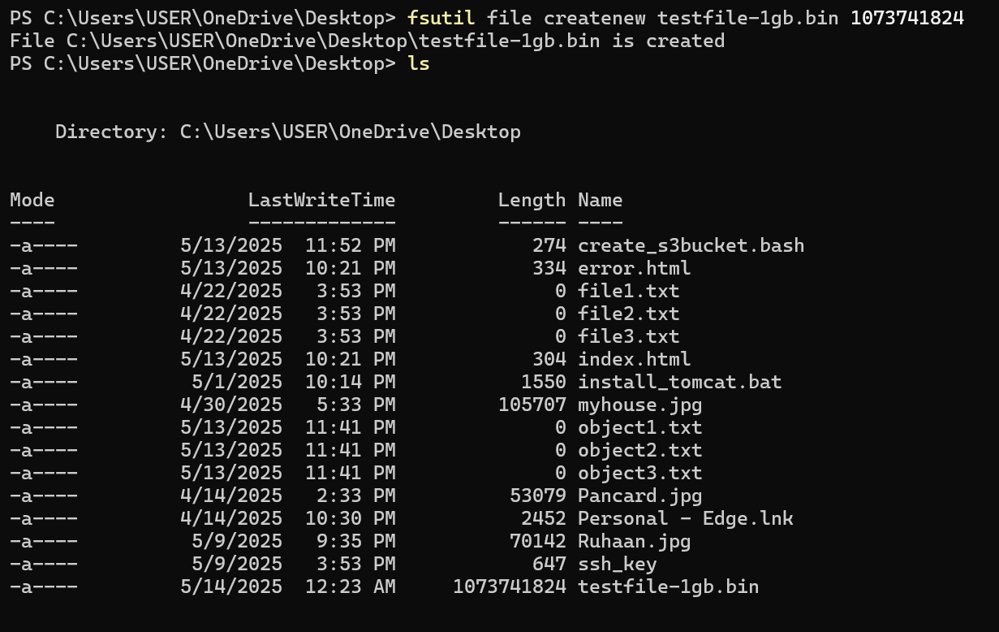 PS C:\Users\USER\OneDrive\Desktop> fsutil file createnew testfile-1gb.bin 1073741824
File C:\Users\USER\OneDrive\Desktop\testfile-1gb.bin is created
PS C:\Users\USER\OneDrive\Desktop> ls
    Directory: C:\Users\USER\OneDrive\Desktop
Mode                 LastWriteTime         Length Name
----                 -------------         ------ ----
-a----         5/13/2025  11:52 PM            274 create_s3bucket.bash
-a----         5/13/2025  10:21 PM            334 error.html
-a----         4/22/2025   3:53 PM              0 file1.txt
-a----         4/22/2025   3:53 PM              0 file2.txt
-a----         4/22/2025   3:53 PM              0 file3.txt
-a----         5/13/2025  10:21 PM            304 index.html
-a----          5/1/2025  10:14 PM           1550 install_tomcat.bat
-a----         4/30/2025   5:33 PM         105707 myhouse.jpg
-a----         5/13/2025  11:41 PM              0 object1.txt
-a----         5/13/2025  11:41 PM              0 object2.txt
-a----         5/13/2025  11:41 PM              0 object3.txt
-a----         4/14/2025   2:33 PM          53079 Pancard.jpg
-a----         4/14/2025  10:30 PM           2452 Personal - Edge.lnk
-a----          5/9/2025   9:35 PM          70142 Ruhaan.jpg
-a----          5/9/2025   3:53 PM            647 ssh_key
-a----         5/14/2025  12:23 AM     1073741824 testfile-1gb.bin